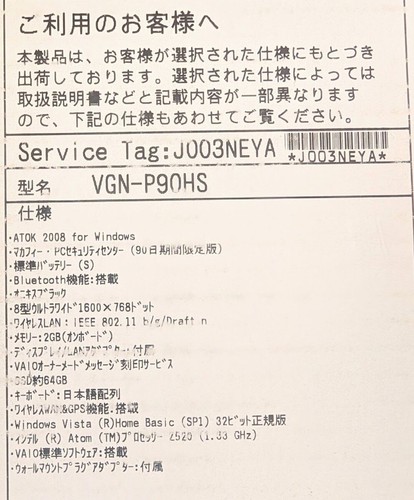 ご利用のお客様へ
本製品は、お客様が選択された仕様にもとづき
出荷しております。選択された仕様によっては
取扱説明書などと記載内容が一部異なります
ので、下記の仕様もあわせてご覧ください。
Service Tag:J003NEYA
*J003NEYA*
型名 VGN-P90HS
仕様
・ATOK 2008 for Windows
・マカフィー・PCセキュリティセンター (90日期間限定版)
・標準バッテリー(S)
・Bluetooth機能:搭載
・オニキスブラック
・8型ウルトラワイド1600×768ドット
・ワイヤレスLAN:IEEE 802.11 b/g/Draft n
・メモリー:2GB(オンボード)
・ディスプレイ/LANアダプター:付属
・VAIOオーナーメードメッセージ刻印サービス
・SSD約64GB
・キーボード:日本語配列
・ワイヤレスWAN&GPS機能:搭載
・Windows Vista (R)Home Basic (SP1) 32ビット正規版
・インテル (R) Atom (TM)プロセッサー Z520 (1.33 GHz)
・VAIO標準ソフトウェア:搭載
・ウォールマウントプラグアダプター:付属